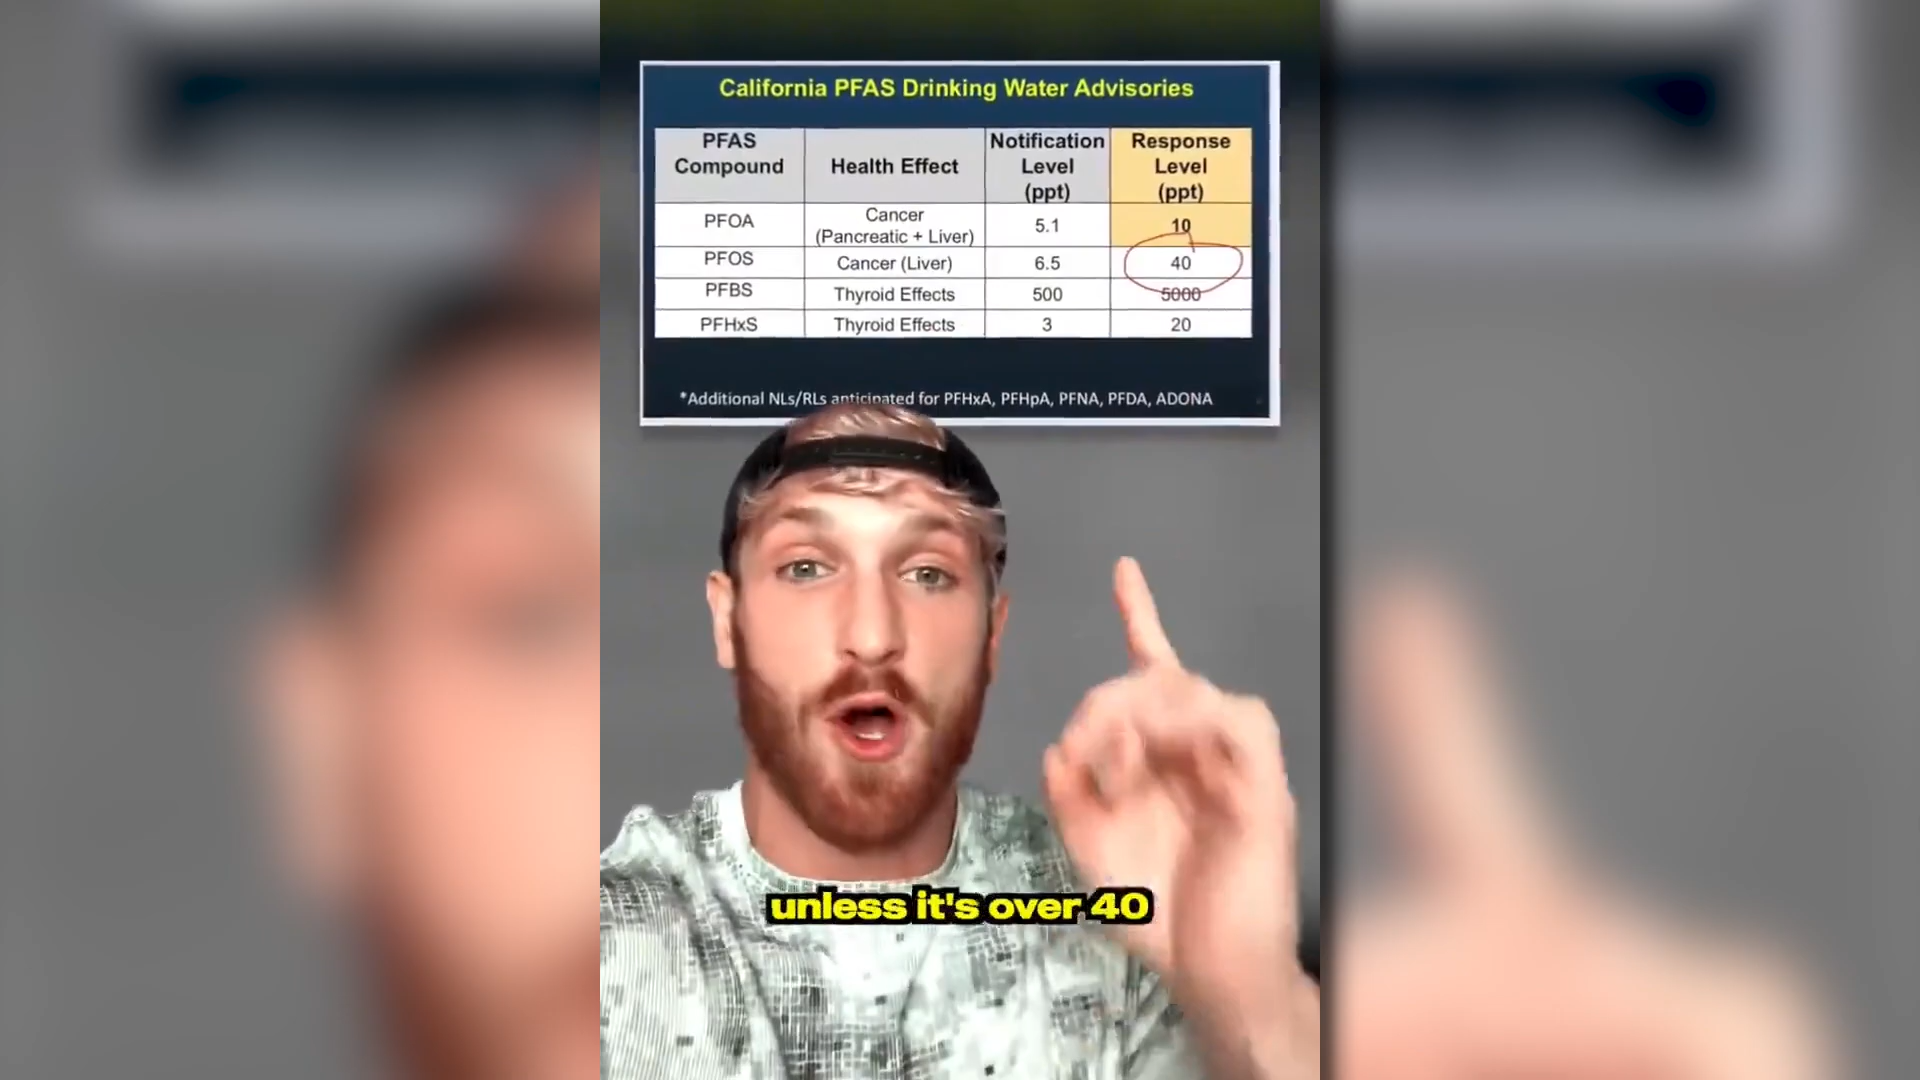 California PFAS Drinking Water Advisories
PFAS Compound Health Effect Notification Level (ppt) Response Level (ppt)
PFOA Cancer (Pancreatic + Liver) 5.1 10
PFOS Cancer (Liver) 6.5 40
PFBS Thyroid Effects 500 5000
PFHxS Thyroid Effects 3 20
*Additional NLs/RLs anticipated for PFHxA, PFHpA, PFNA, PFDA, ADONA
unless it's over 40